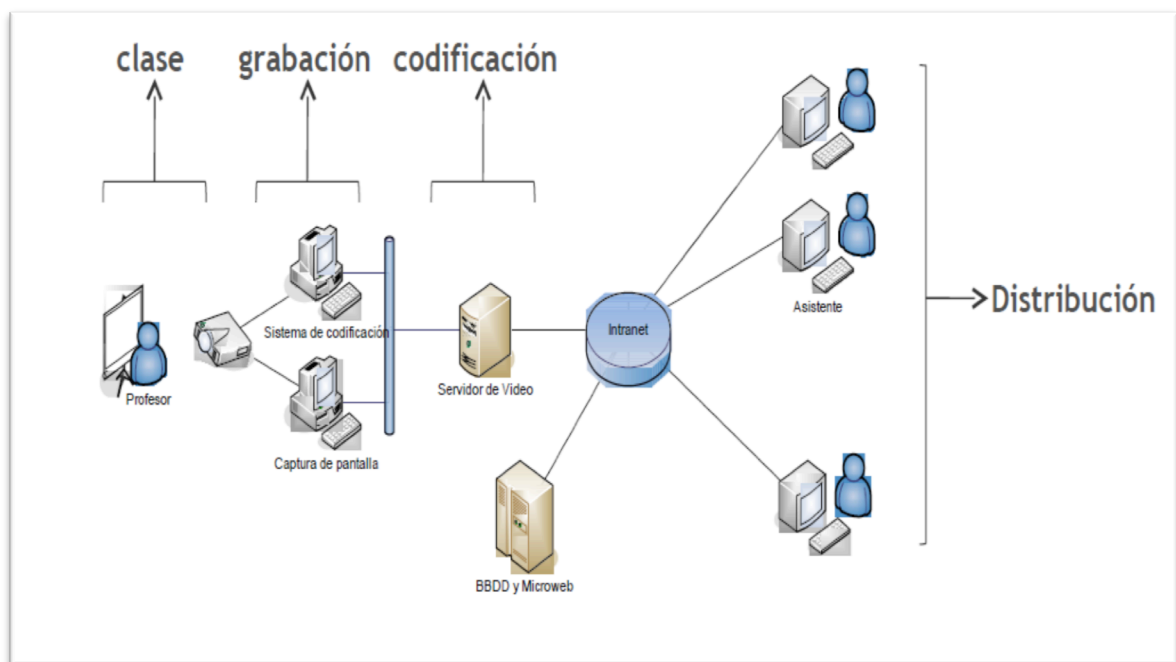 clase
grabación
codificación
Sistema de codificación
Profesor
Captura de pantalla
Servidor de Video
Intranet
BBDD y Microweb
Asistente
Distribución